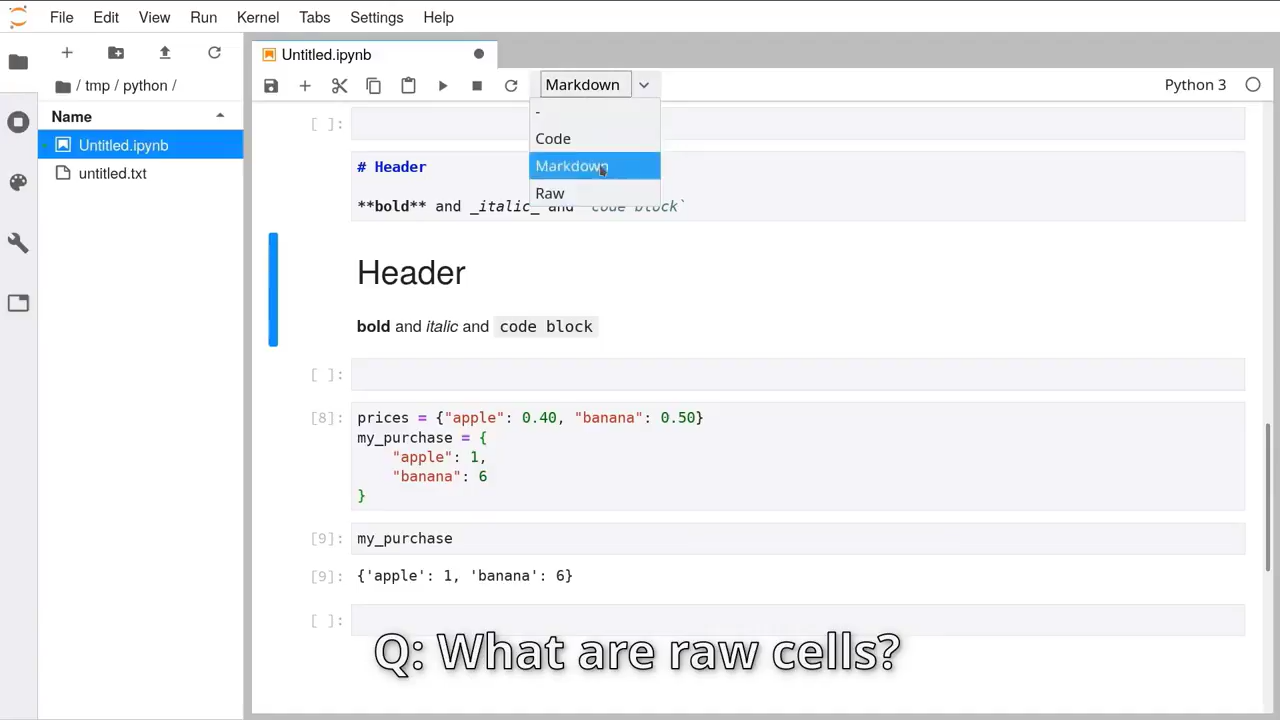 File Edit View Run Kernel Tabs Settings Help
Untitled.ipynb
/ tmp / python /
Markdown
Python 3
-
Code
Markdown
Raw
Name
Untitled.ipynb
untitled.txt
[ ]:
# Header
**bold** and _italic_ and `code block`
Header
bold and italic and code block
[ ]:
[8]: prices = {"apple": 0.40, "banana": 0.50}
my_purchase = {
"apple": 1,
"banana": 6
}
[9]: my_purchase
[9]: {'apple': 1, 'banana': 6}
[ ]:
Q: What are raw cells?